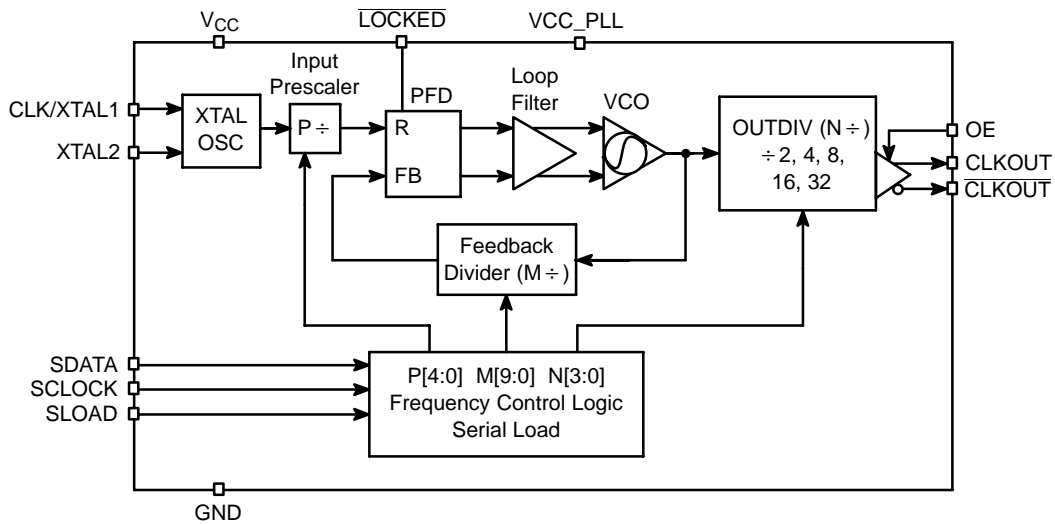 VCC
LOCKED
VCC_PLL
Input
Prescaler
PFD
Loop
Filter
VCO
CLK/XTAL1
XTAL2
XTAL
OSC
P ÷
R
FB
OUTDIV (N ÷)
÷ 2, 4, 8,
16, 32
OE
CLKOUT
CLKOUT
Feedback
Divider (M ÷)
SDATA
SCLOCK
SLOAD
P[4:0] M[9:0] N[3:0]
Frequency Control Logic
Serial Load
GND